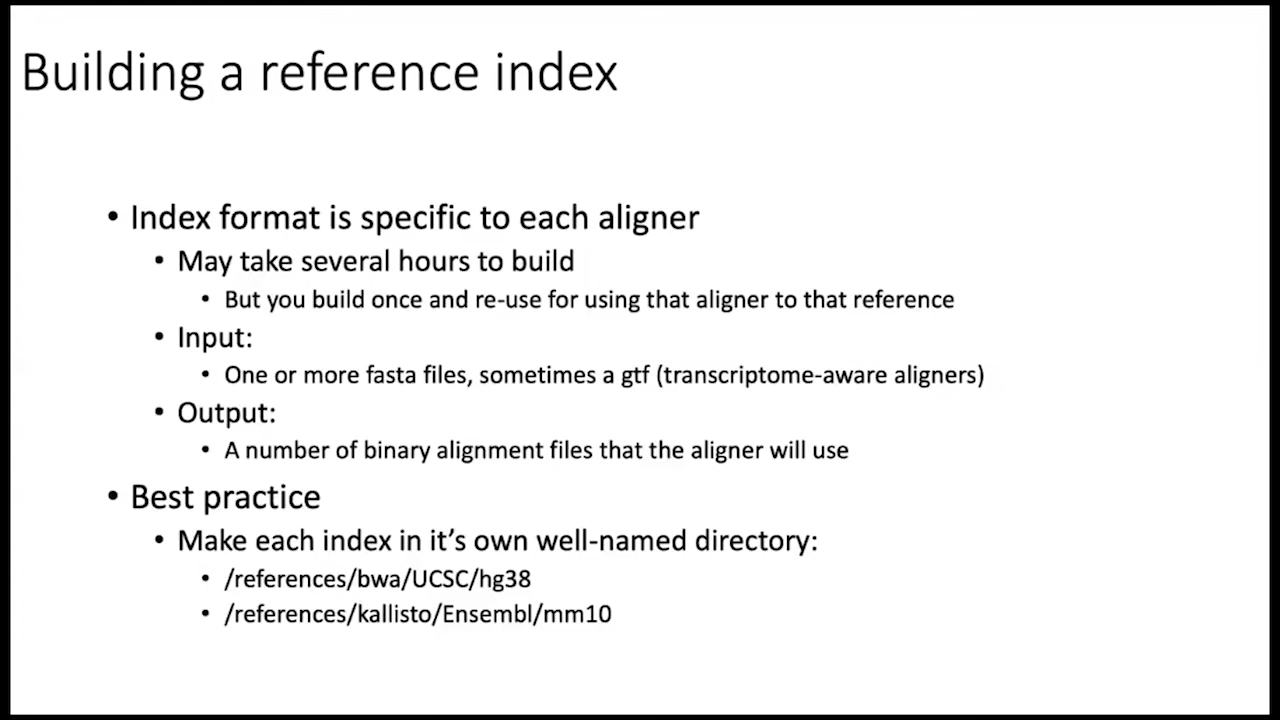 Building a reference index
• Index format is specific to each aligner
• May take several hours to build
• But you build once and re-use for using that aligner to that reference
• Input:
• One or more fasta files, sometimes a gtf (transcriptome-aware aligners)
• Output:
• A number of binary alignment files that the aligner will use
• Best practice
• Make each index in it’s own well-named directory:
• /references/bwa/UCSC/hg38
• /references/kallisto/Ensembl/mm10